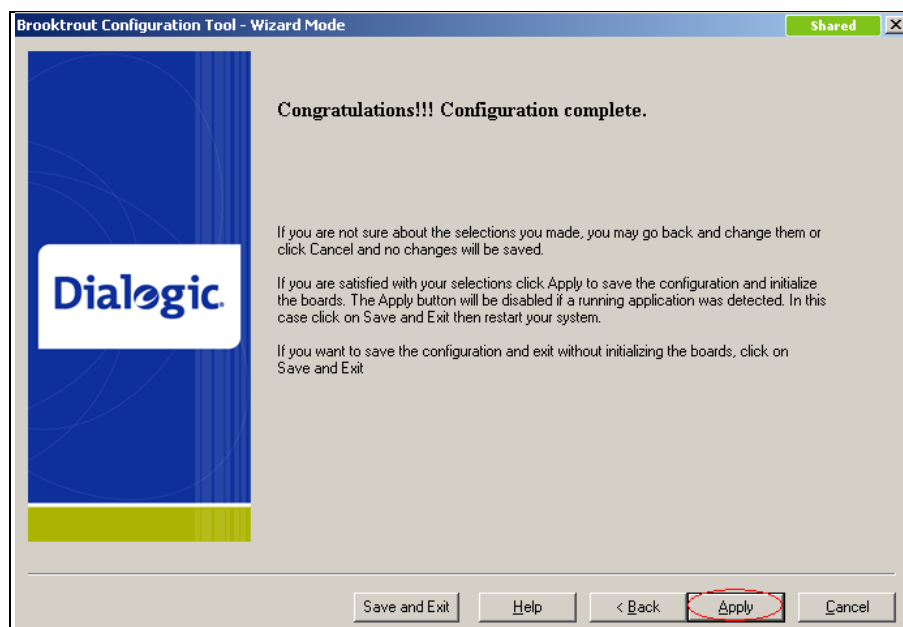 Brooktrout Configuration Tool - Wizard Mode
Shared
Congratulations!!! Configuration complete.
If you are not sure about the selections you made, you may go back and change them or
click Cancel and no changes will be saved.
If you are satisfied with your selections click Apply to save the configuration and initialize
the boards. The Apply button will be disabled if a running application was detected. In this
case click on Save and Exit then restart your system.
If you want to save the configuration and exit without initializing the boards, click on
Save and Exit
Dialogic.
Save and Exit
Help
< Back
Apply
Cancel